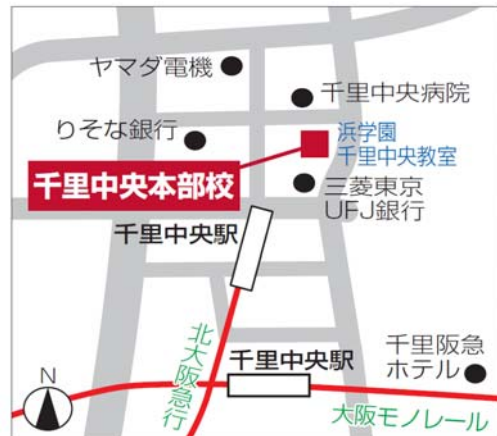 ヤマダ電機
千里中央病院
りそな銀行
浜学園
千里中央教室
千里中央本部校
三菱東京
UFJ銀行
千里中央駅
北大阪急行
千里中央駅
千里阪急
ホテル
N
大阪モノレール